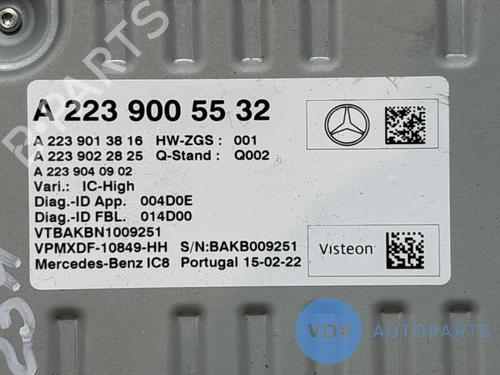 A 223 900 55 32
A 223 901 38 16 HW-ZGS : 001
A 223 902 28 25 Q-Stand : Q002
A 223 904 09 02
Vari.: IC-High
Diag.-ID App. 004D0E
Diag.-ID FBL. 014D00
VTBAKBN1009251
VPMXDF-10849-HH S/N:BAKB009251
Mercedes-Benz IC8 Portugal 15-02-22
Visteon
VDV AUTOPARTS